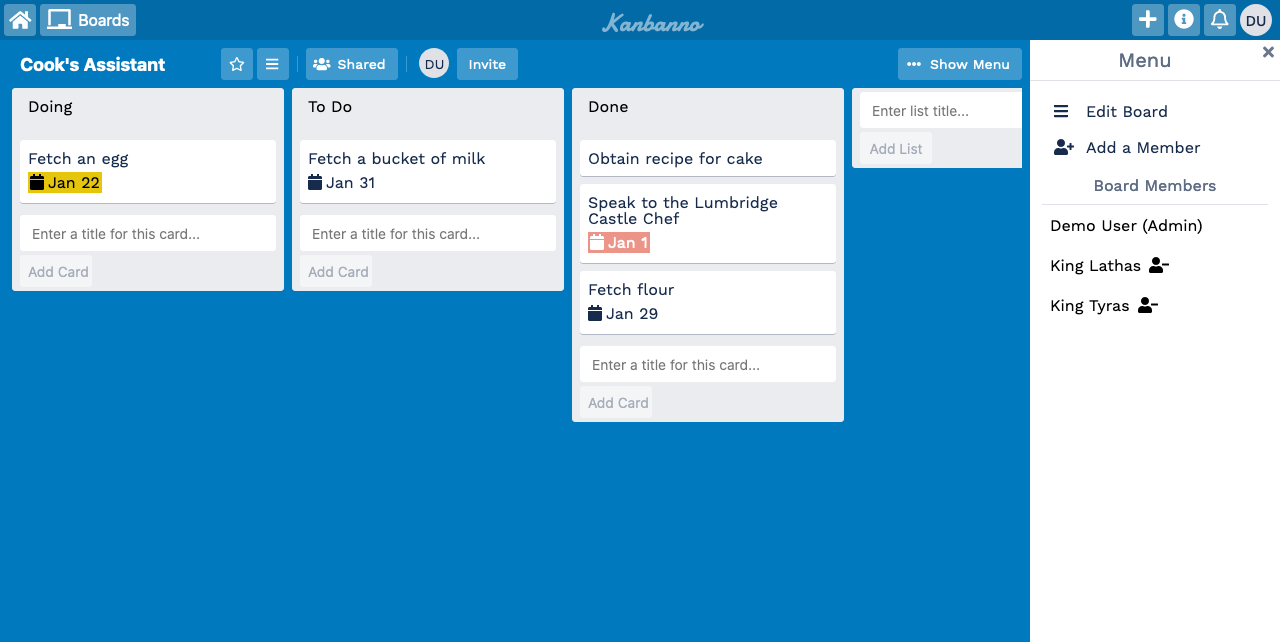 Boards
Kanbanno
DU
Cook's Assistant
Shared
DU
Invite
Show Menu
Doing
Fetch an egg
Jan 22
Enter a title for this card...
Add Card
To Do
Fetch a bucket of milk
Jan 31
Enter a title for this card...
Add Card
Done
Obtain recipe for cake
Speak to the Lumbridge
Castle Chef
Jan 1
Fetch flour
Jan 29
Enter a title for this card...
Add Card
Enter list title...
Add List
Menu
Edit Board
Add a Member
Board Members
Demo User (Admin)
King Lathas
King Tyras